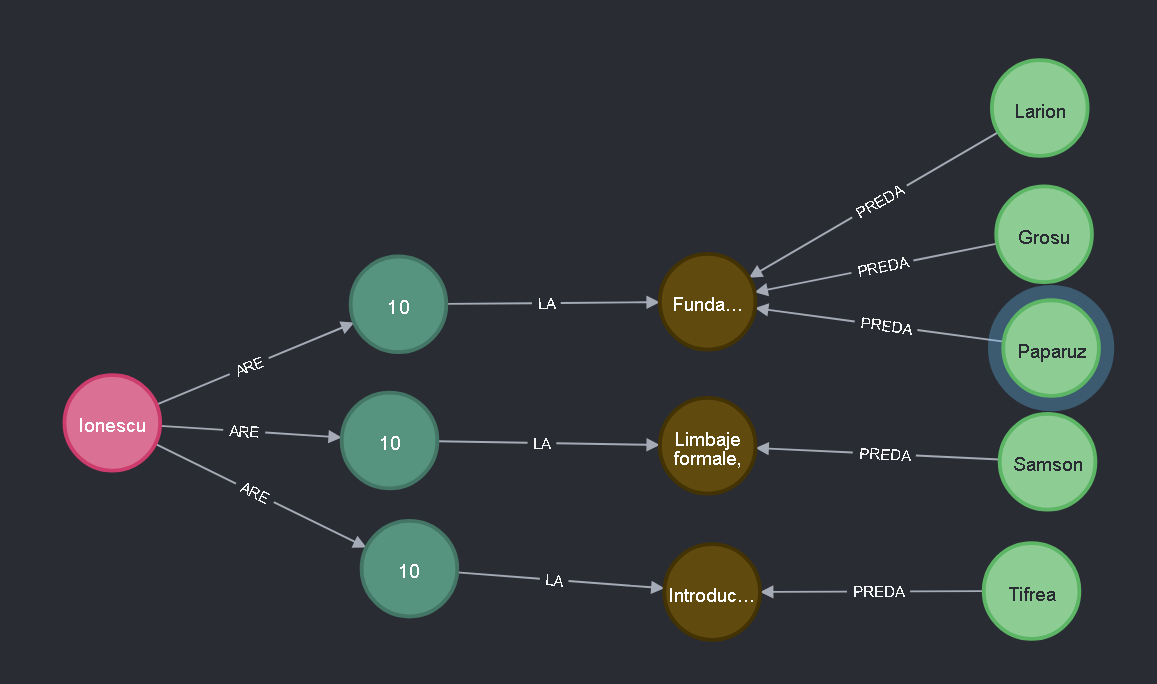 Larion
PREDA
Grosu
PREDA
10
LA
Funda...
PREDA
Paparuz
ARE
Ionescu
ARE
10
LA
Limbaje
formale,
PREDA
Samson
ARE
10
LA
Introduc...
PREDA
Tifrea